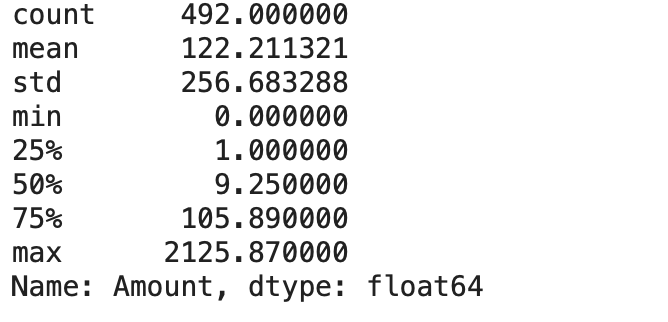 count     492.000000
mean      122.211321
std       256.683288
min         0.000000
25%         1.000000
50%         9.250000
75%       105.890000
max      2125.870000
Name: Amount, dtype: float64